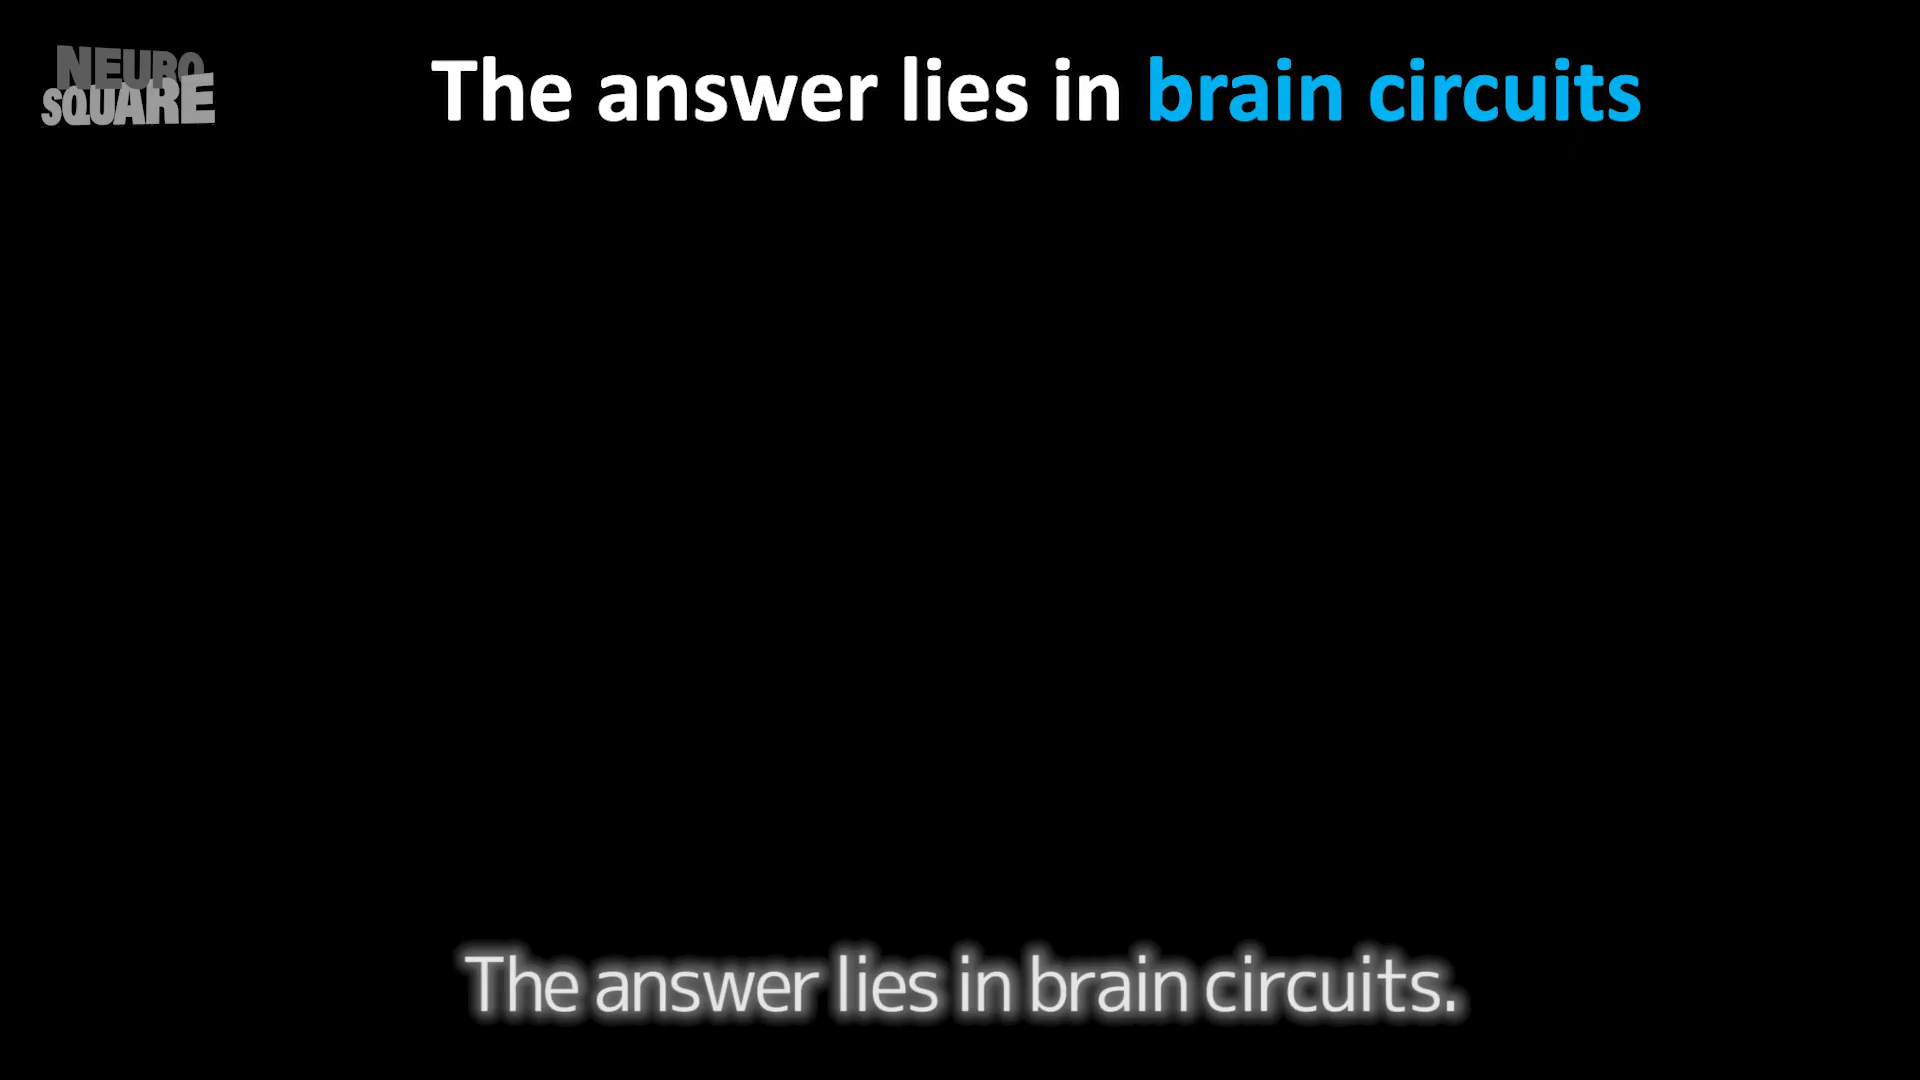 NEURO
SQUARE
The answer lies in brain circuits
The answer lies in brain circuits.